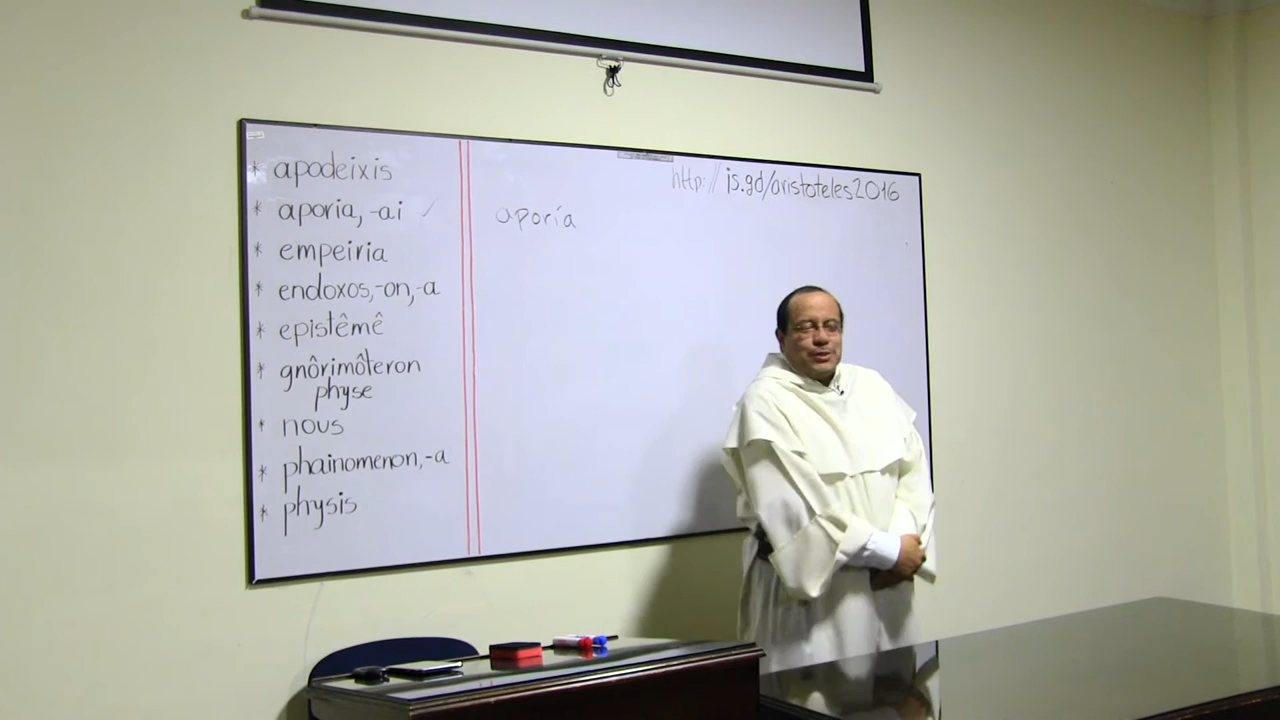 * apodeixis
* aporia, -ai ✓
* empeiria
* endoxos,-on,-a
* epistêmê
* gnôrimôteron
physe
* nous
* phainomenon,-a
* physis
http://is.gd/aristoteles2016
aporía